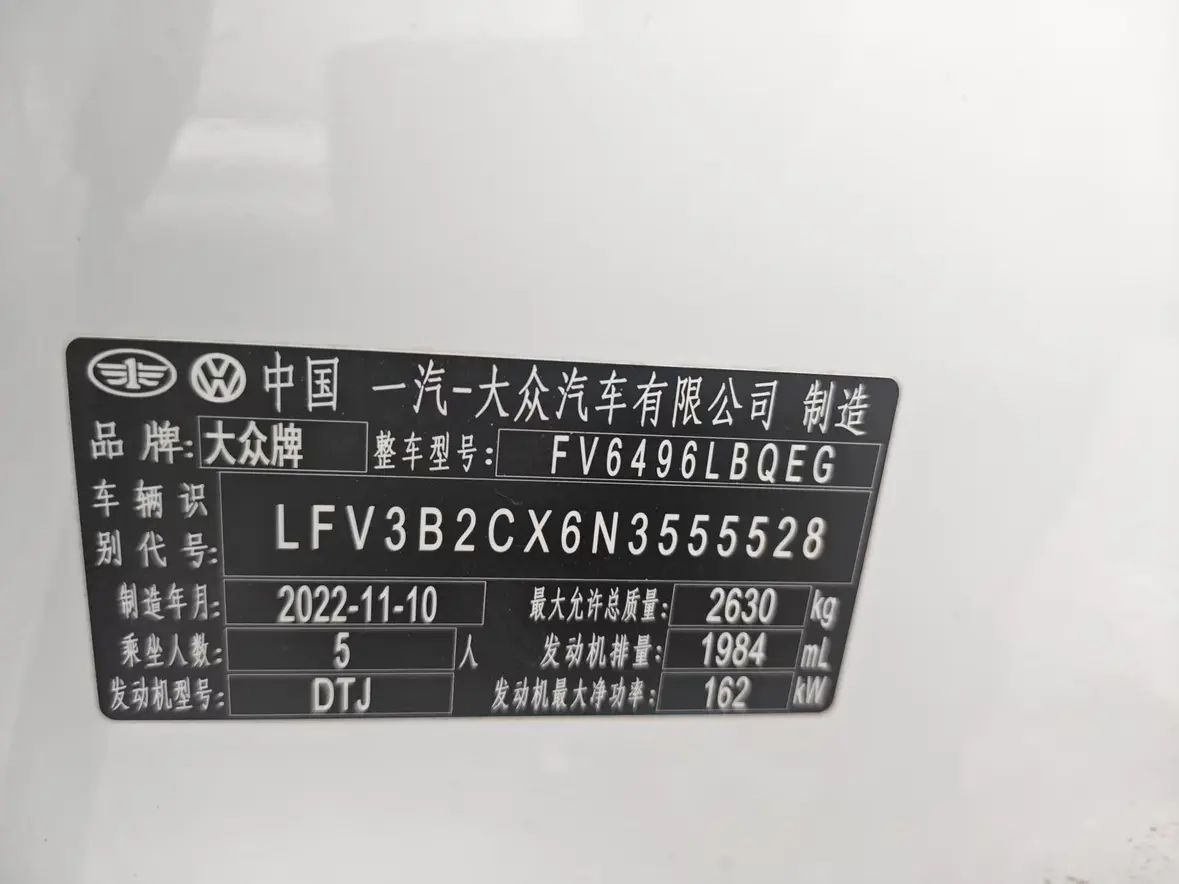 中国 一汽-大众汽车有限公司 制造
品牌: 大众牌 整车型号: FV6496LBQEG
车辆识别代号: LFV3B2CX6N3555528
制造年月: 2022-11-10 最大允许总质量: 2630 kg
乘坐人数: 5 人 发动机排量: 1984 mL
发动机型号: DTJ 发动机最大净功率: 162 kW